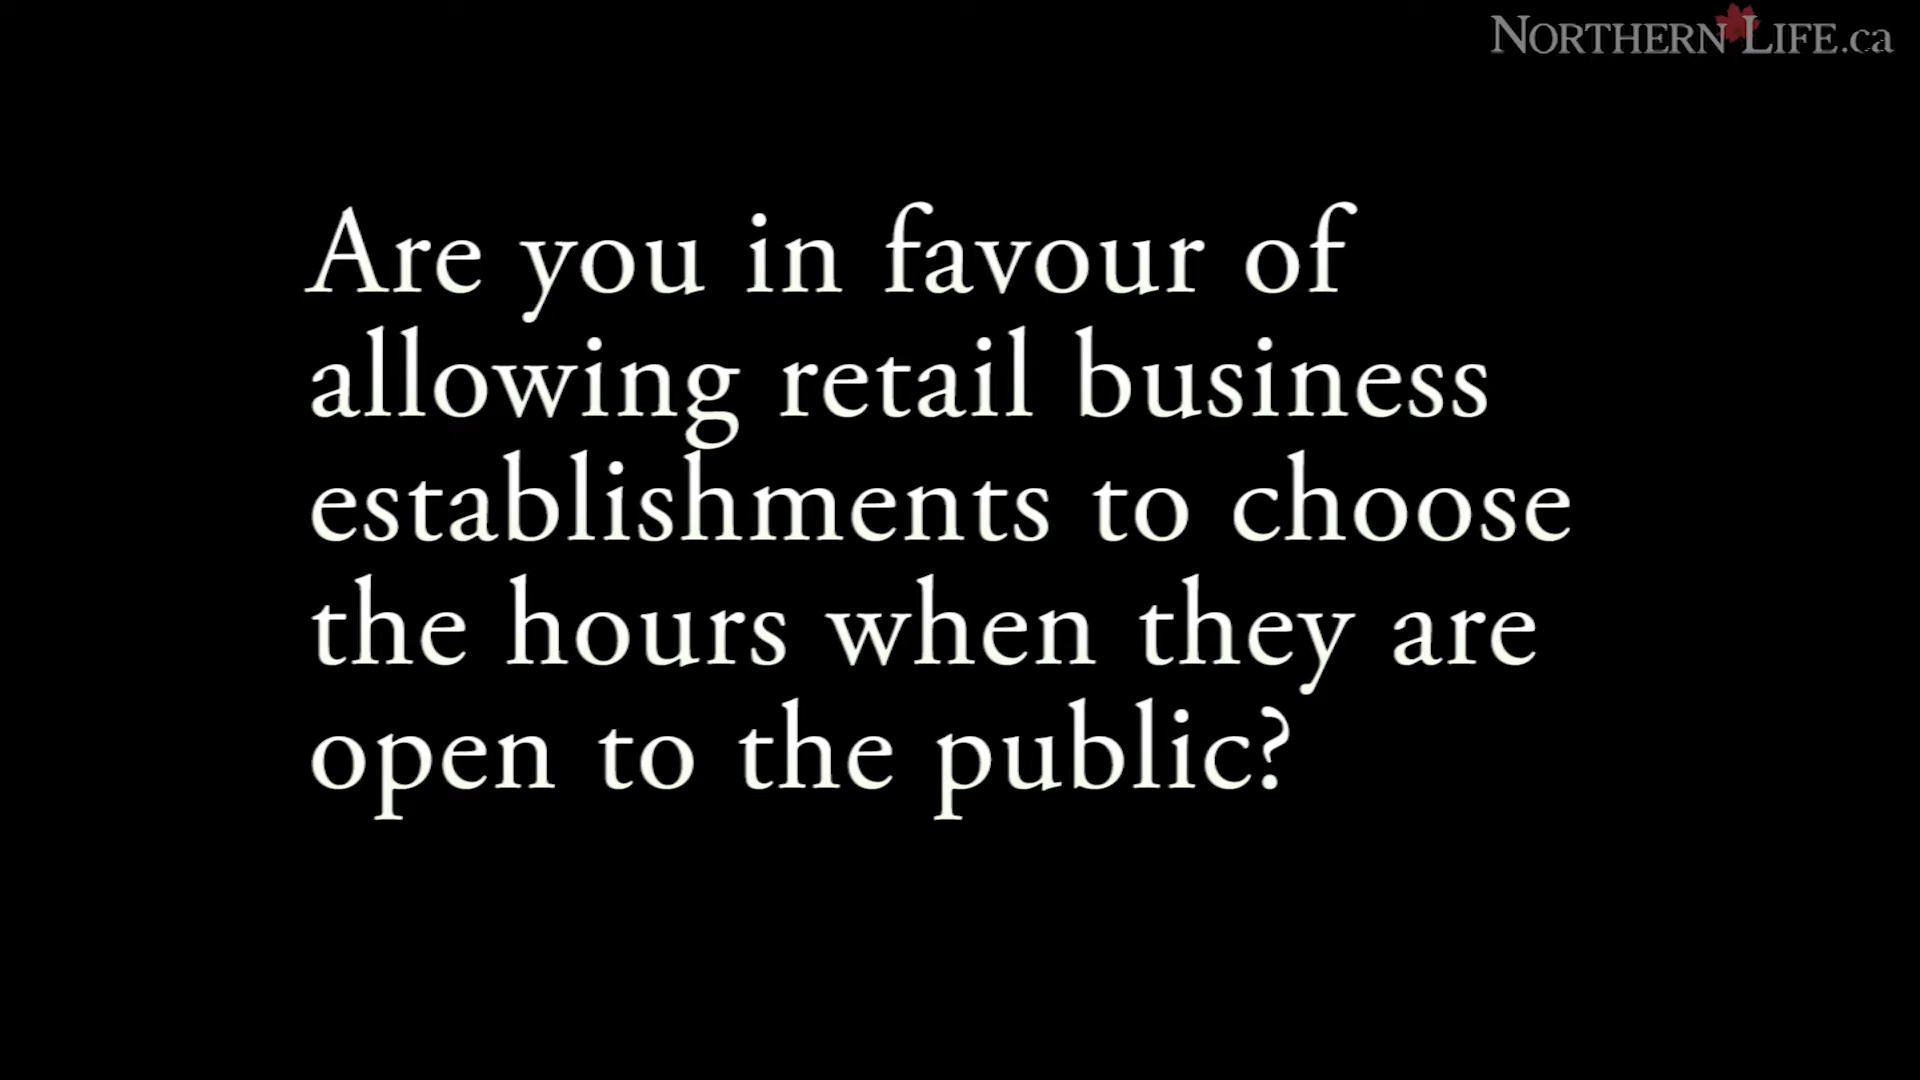 NORTHERN LIFE.ca
Are you in favour of
allowing retail business
establishments to choose
the hours when they are
open to the public?